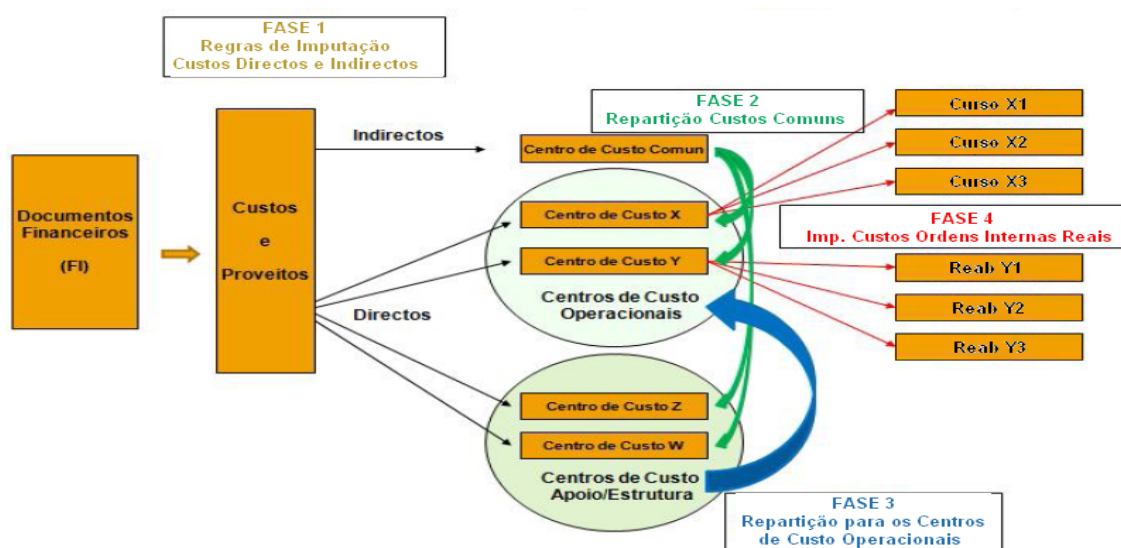 FASE 1
Regras de Imputação
Custos Directos e Indirectos
FASE 2
Repartição Custos Comuns
Curso X1
Curso X2
Curso X3
Indirectos
Centro de Custo Comun
Documentos
Financeiros
(FI)
Custos
e
Proveitos
Centro de Custo X
Centro de Custo Y
Centros de Custo
Operacionais
Directos
FASE 4
Imp. Custos Ordens Internas Reais
Reab Y1
Reab Y2
Reab Y3
Centro de Custo Z
Centro de Custo W
Centros de Custo
Apoio/Estrutura
FASE 3
Repartição para os Centros
de Custo Operacionais